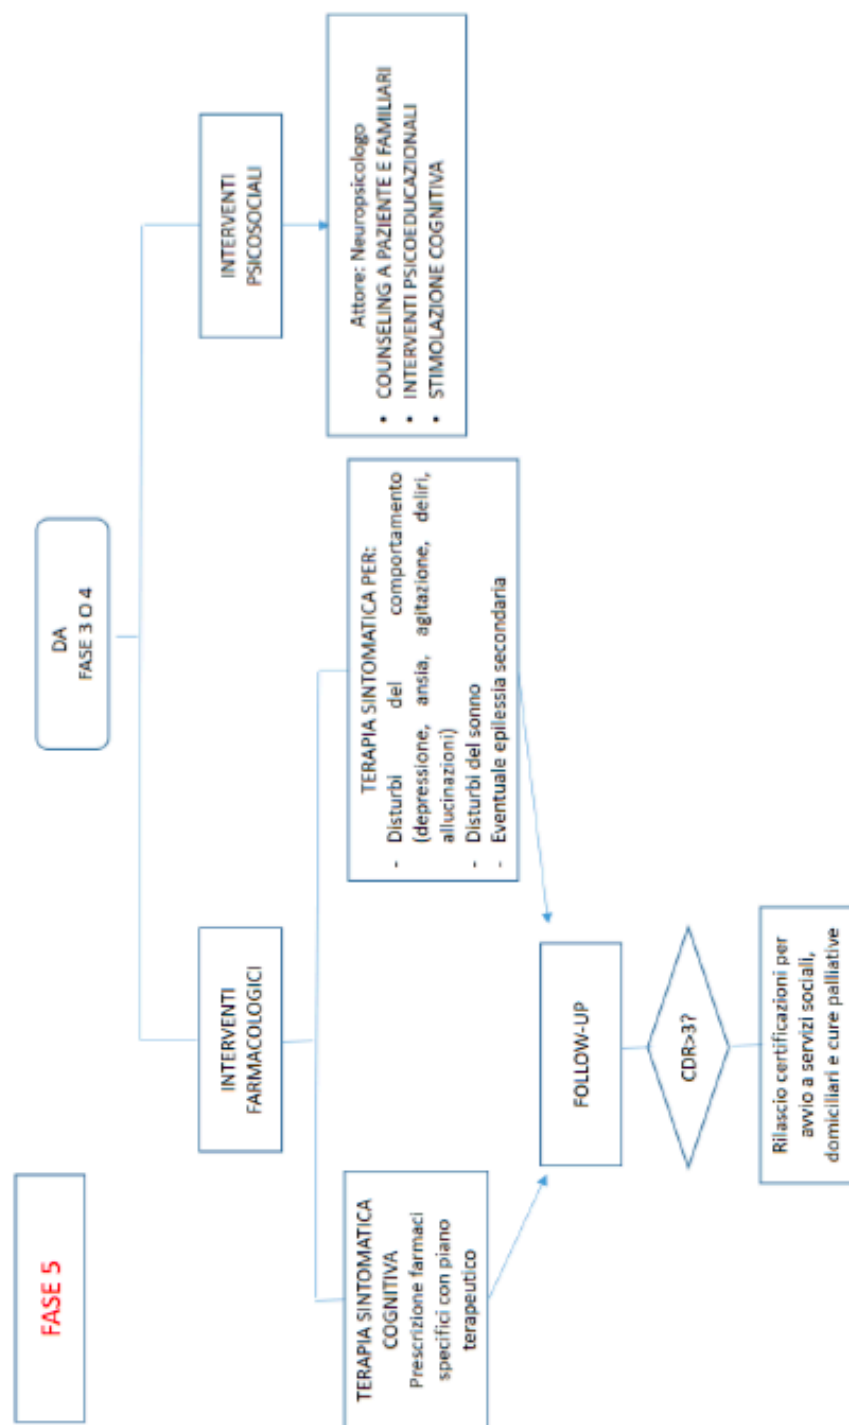 FASE 5
DA
FASE 3 O 4
INTERVENTI
FARMACOLOGICI
INTERVENTI
PSICOSOCIALI
TERAPIA SINTOMATICA
COGNITIVA
Prescrizione farmaci
specifici con piano
terapeutico
TERAPIA SINTOMATICA PER:
- Disturbi del comportamento
(depressione, ansia, agitazione, deliri,
allucinazioni)
- Disturbi del sonno
- Eventuale epilessia secondaria
Attore: Neuropsicologo
• COUNSELING A PAZIENTE E FAMILIARI
• INTERVENTI PSICOEDUCAZIONALI
• STIMOLAZIONE COGNITIVA
FOLLOW-UP
CDR>3?
Rilascio certificazioni per
avvio a servizi sociali,
domiciliari e cure palliative